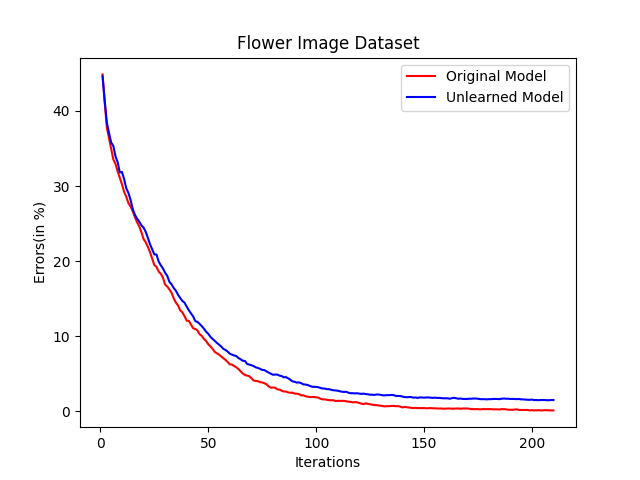 Flower Image Dataset
Original Model
Unlearned Model
Errors(in %)
40
30
20
10
0
0 50 100 150 200
Iterations